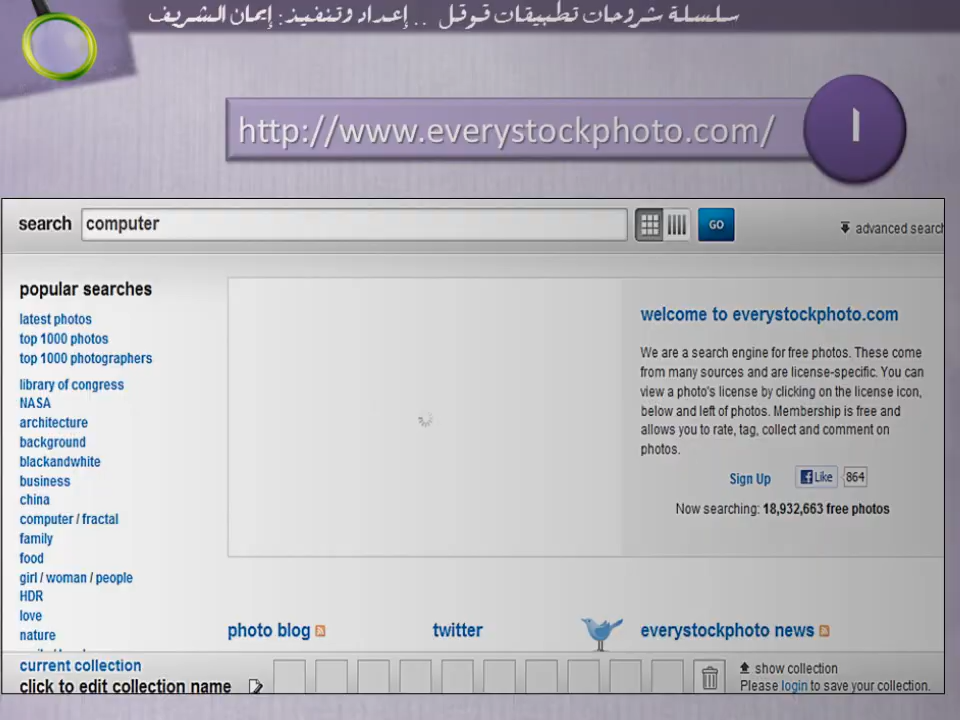 سلسلة شروحات تطبيقات قوقل .. إعداد وتنفيذ: إيمان الشريف
http://www.everystockphoto.com/
١
search
computer
GO
advanced search
popular searches
latest photos
top 1000 photos
top 1000 photographers
library of congress
NASA
architecture
background
blackandwhite
business
china
computer / fractal
family
food
girl / woman / people
HDR
love
nature
welcome to everystockphoto.com
We are a search engine for free photos. These come
from many sources and are license-specific. You can
view a photo's license by clicking on the license icon,
below and left of photos. Membership is free and
allows you to rate, tag, collect and comment on
photos.
Sign Up
Like
864
Now searching: 18,932,663 free photos
photo blog
twitter
everystockphoto news
current collection
click to edit collection name
show collection
Please login to save your collection.